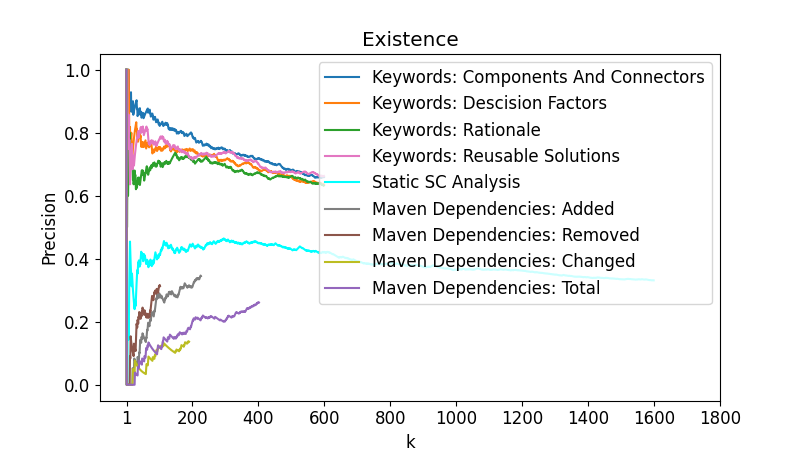 Existence
1.0
0.8
0.6
0.4
0.2
0.0
Precision
Keywords: Components And Connectors
Keywords: Descision Factors
Keywords: Rationale
Keywords: Reusable Solutions
Static SC Analysis
Maven Dependencies: Added
Maven Dependencies: Removed
Maven Dependencies: Changed
Maven Dependencies: Total
1 200 400 600 800 1000 1200 1400 1600 1800
k